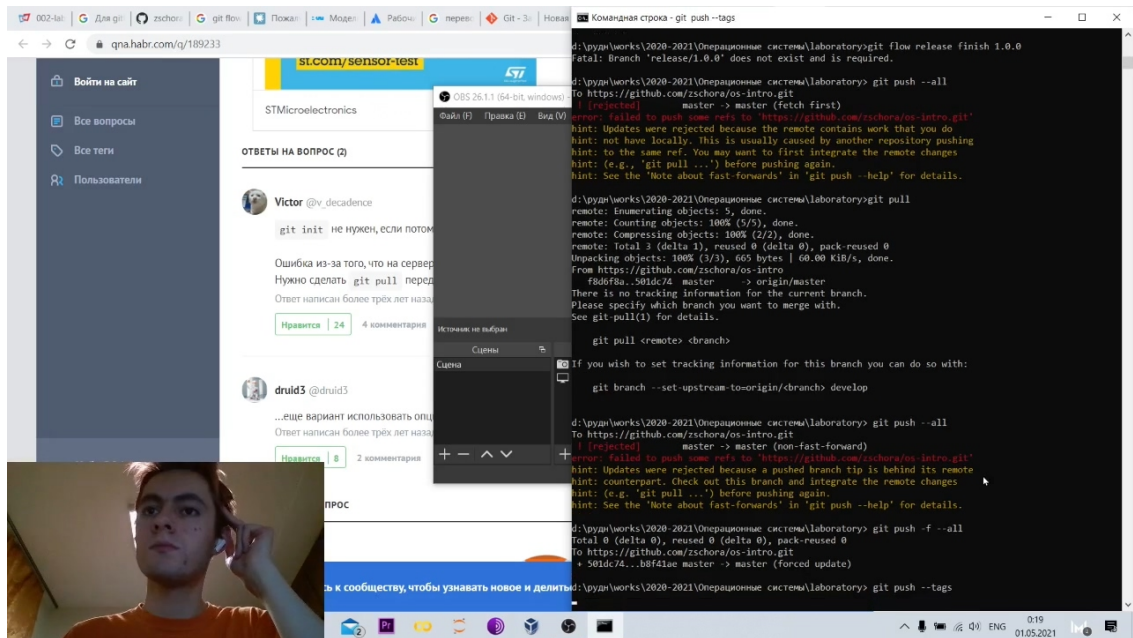 002-lab
Для git
zschora
git flow
Пожал
Модел
Рабоча
перево
Git - За
Новая
qna.habr.com/q/189233
Войти на сайт
Все вопросы
Все теги
Пользователи
st.com/sensor-test
STMicroelectronics
ОТВЕТЫ НА ВОПРОС (2)
Victor @v_decadence
git init не нужен, если потом
Ошибка из-за того, что на сервер
Нужно сделать git pull перед
Ответ написан более трёх лет наза
Нравится 24 4 комментария
druid3 @druid3
...еще вариант использовать опц
Ответ написан более трёх лет наза
Нравится 8 2 комментария
ПРОС
сь к сообществу, чтобы узнавать новое и делитьс
OBS 26.1.1 (64-bit, windows) -
Файл (F) Правка (E) Вид (V)
Источник не выбран
Сцены
Сцена
Командная строка - git push --tags
d:\рудн\works\2020-2021\Операционные системы\laboratory>git flow release finish 1.0.0
Fatal: Branch 'release/1.0.0' does not exist and is required.
d:\рудн\works\2020-2021\Операционные системы\laboratory> git push --all
To https://github.com/zschora/os-intro.git
! [rejected] master -> master (fetch first)
error: failed to push some refs to 'https://github.com/zschora/os-intro.git'
hint: Updates were rejected because the remote contains work that you do
hint: not have locally. This is usually caused by another repository pushing
hint: to the same ref. You may want to first integrate the remote changes
hint: (e.g., 'git pull ...') before pushing again.
hint: See the 'Note about fast-forwards' in 'git push --help' for details.
d:\рудн\works\2020-2021\Операционные системы\laboratory>git pull
remote: Enumerating objects: 5, done.
remote: Counting objects: 100% (5/5), done.
remote: Compressing objects: 100% (2/2), done.
remote: Total 3 (delta 1), reused 0 (delta 0), pack-reused 0
Unpacking objects: 100% (3/3), 665 bytes | 60.00 KiB/s, done.
From https://github.com/zschora/os-intro
f8d6f8a..501dc74 master -> origin/master
There is no tracking information for the current branch.
Please specify which branch you want to merge with.
See git-pull(1) for details.
git pull <remote> <branch>
If you wish to set tracking information for this branch you can do so with:
git branch --set-upstream-to=origin/<branch> develop
d:\рудн\works\2020-2021\Операционные системы\laboratory> git push --all
To https://github.com/zschora/os-intro.git
! [rejected] master -> master (non-fast-forward)
error: failed to push some refs to 'https://github.com/zschora/os-intro.git'
hint: Updates were rejected because a pushed branch tip is behind its remote
hint: counterpart. Check out this branch and integrate the remote changes
hint: (e.g. 'git pull ...') before pushing again.
hint: See the 'Note about fast-forwards' in 'git push --help' for details.
d:\рудн\works\2020-2021\Операционные системы\laboratory> git push -f --all
Total 0 (delta 0), reused 0 (delta 0), pack-reused 0
To https://github.com/zschora/os-intro.git
+ 501dc74...b8f41ae master -> master (forced update)
d:\рудн\works\2020-2021\Операционные системы\laboratory> git push --tags
2
Pr
ENG
0:19
01.05.2021